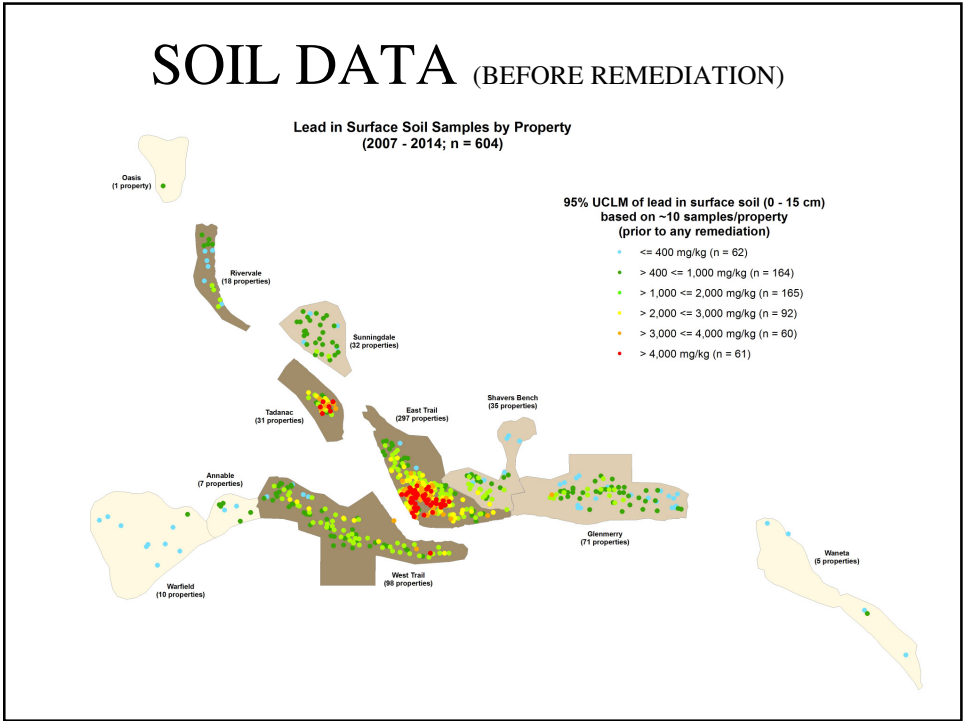 SOIL DATA (BEFORE REMEDIATION)
Lead in Surface Soil Samples by Property
(2007 - 2014; n = 604)
Oasis
(1 property)
95% UCLM of lead in surface soil (0 - 15 cm)
based on ~10 samples/property
(prior to any remediation)
<= 400 mg/kg (n = 62)
> 400 <= 1,000 mg/kg (n = 164)
> 1,000 <= 2,000 mg/kg (n = 165)
> 2,000 <= 3,000 mg/kg (n = 92)
> 3,000 <= 4,000 mg/kg (n = 60)
> 4,000 mg/kg (n = 61)
Rivervale
(18 properties)
Sunningdale
(32 properties)
Tadanac
(31 properties)
East Trail
(297 properties)
Shavers Bench
(35 properties)
Annable
(7 properties)
Glenmerry
(71 properties)
Waneta
(5 properties)
West Trail
(98 properties)
Warfield
(10 properties)